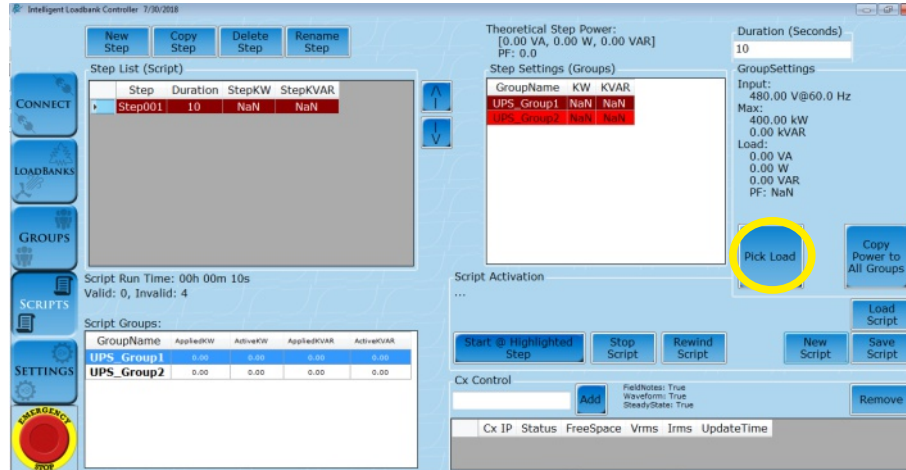 Intelligent Loadbank Controller 7/30/2018
New Step
Copy Step
Delete Step
Rename Step
Step List (Script)
Step Duration StepKW StepKVAR
Step001 10 NaN NaN
CONNECT
LOADBANKS
GROUPS
SCRIPTS
SETTINGS
EMERGENCY
STOP
Script Run Time: 00h 00m 10s
Valid: 0, Invalid: 4
Script Groups:
GroupName AppliedKW ActiveKW AppliedKVAR ActiveKVAR
UPS_Group1 0.00 0.00 0.00 0.00
UPS_Group2 0.00 0.00 0.00 0.00
Theoretical Step Power:
[0.00 VA, 0.00 W, 0.00 VAR]
PF: 0.0
Step Settings (Groups)
GroupName KW KVAR
UPS_Group1 NaN NaN
UPS_Group2 NaN NaN
Duration (Seconds)
10
GroupSettings
Input:
480.00 V@60.0 Hz
Max:
400.00 kW
0.00 kVAR
Load:
0.00 VA
0.00 W
0.00 VAR
PF: NaN
Pick Load
Copy
Power to
All Groups
Script Activation
...
Load
Script
Start @ Highlighted
Step
Stop
Script
Rewind
Script
New
Script
Save
Script
Cx Control
Add
FieldNotes: True
Waveform: True
SteadyState: True
Remove
Cx IP Status FreeSpace Vrms Irms UpdateTime